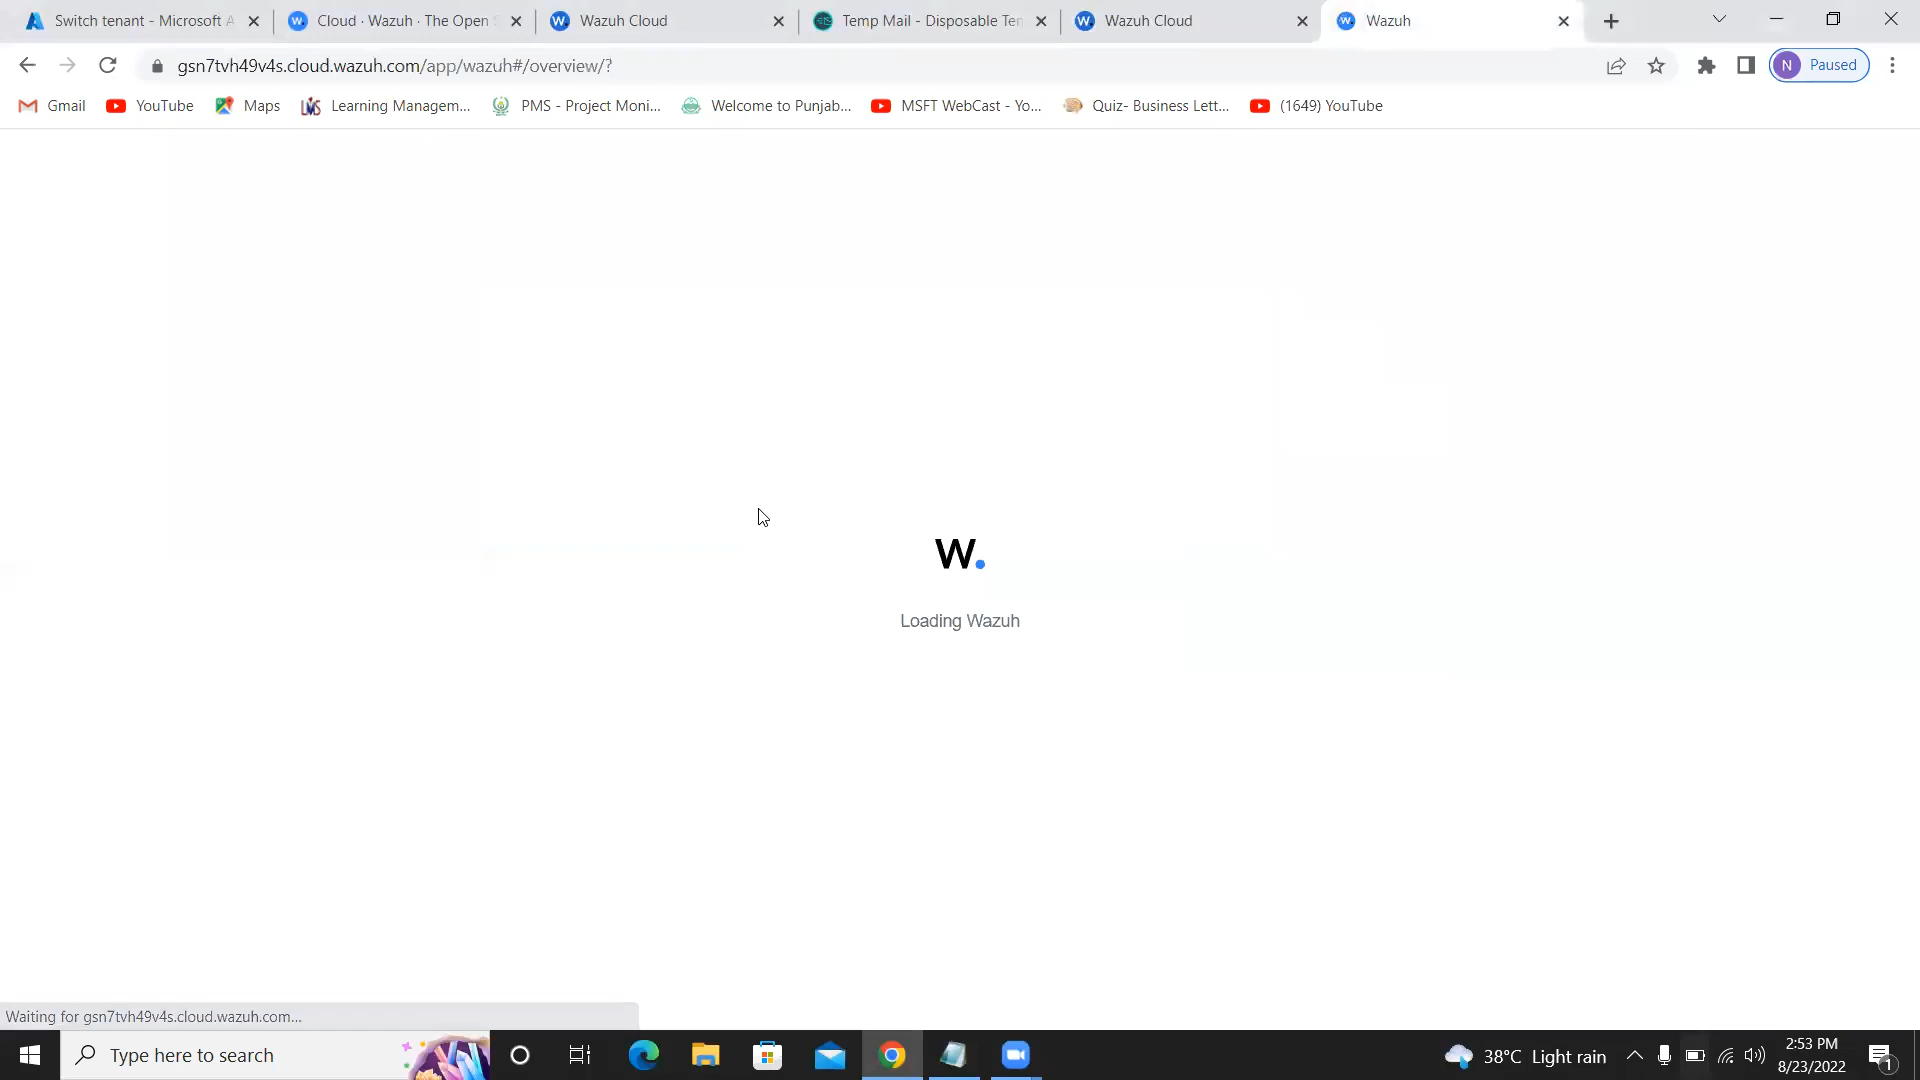 Switch tenant - Microsoft A
Cloud · Wazuh · The Open S
Wazuh Cloud
Temp Mail - Disposable Ten
Wazuh Cloud
Wazuh
gsn7tvh49v4s.cloud.wazuh.com/app/wazuh#/overview/?
N Paused
Gmail
YouTube
Maps
Learning Managem...
PMS - Project Moni...
Welcome to Punjab...
MSFT WebCast - Yo...
Quiz- Business Lett...
(1649) YouTube
W.
Loading Wazuh
Waiting for gsn7tvh49v4s.cloud.wazuh.com...
Type here to search
38°C Light rain
2:53 PM
8/23/2022
1